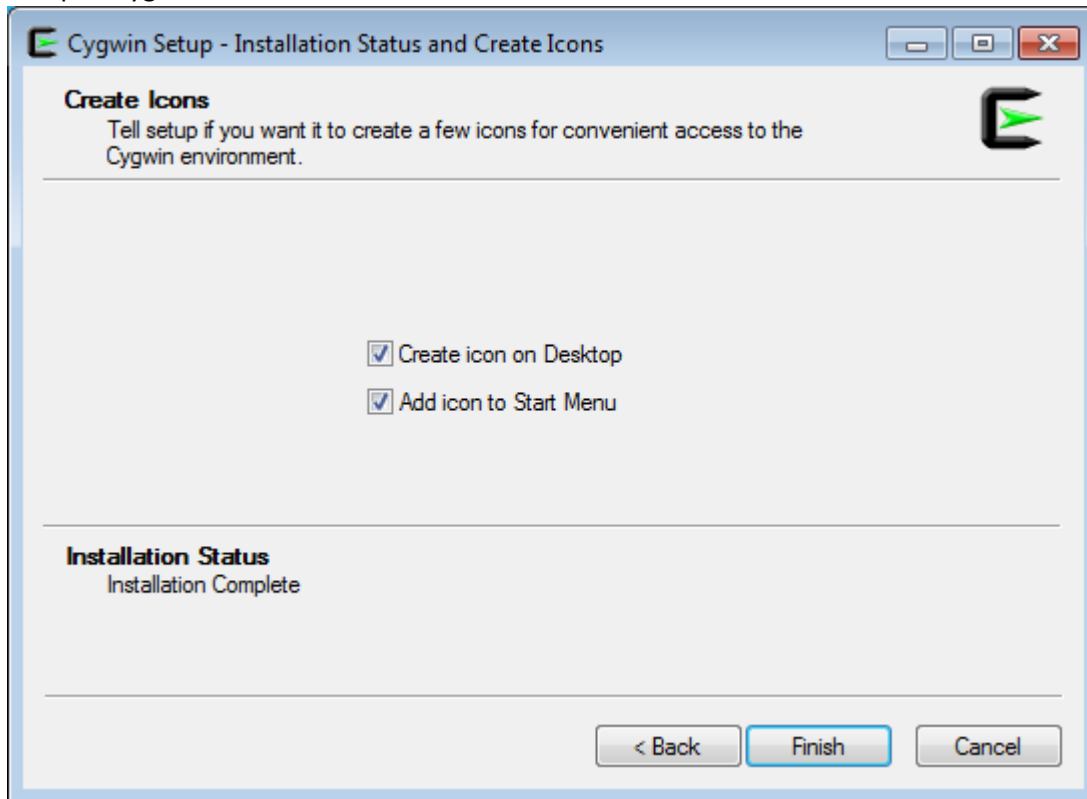 Cygwin Setup - Installation Status and Create Icons
Create Icons
Tell setup if you want it to create a few icons for convenient access to the
Cygwin environment.
Create icon on Desktop
Add icon to Start Menu
Installation Status
Installation Complete
< Back Finish Cancel